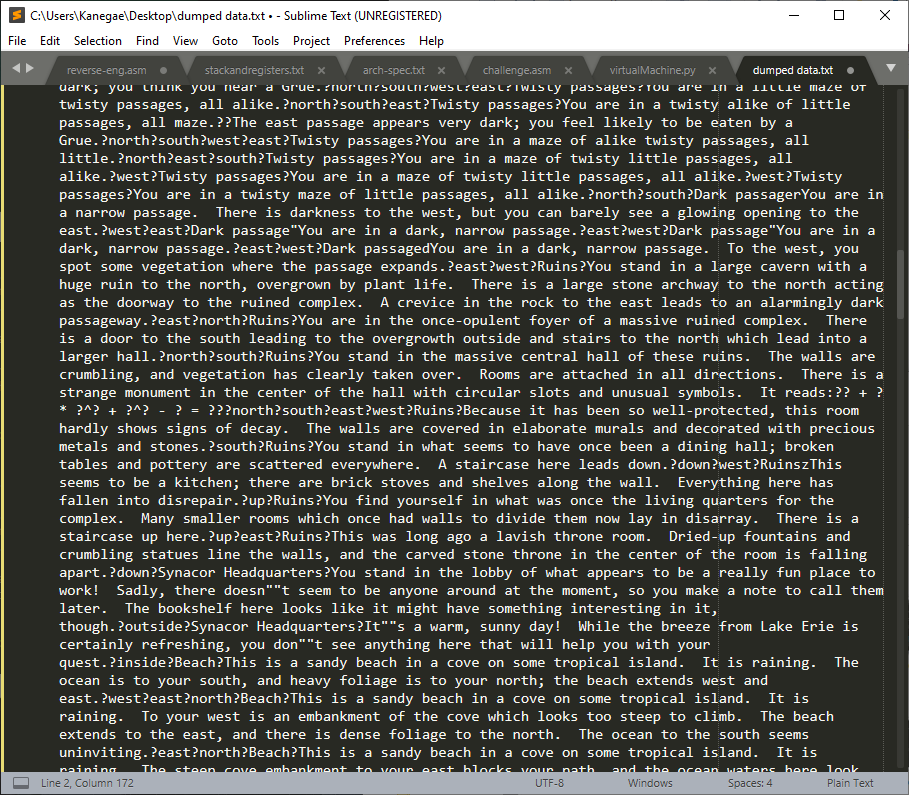 C:\Users\Kanegae\Desktop\dumped data.txt • - Sublime Text (UNREGISTERED)
File Edit Selection Find View Goto Tools Project Preferences Help
reverse-eng.asm stackandregisters.txt arch-spec.txt challenge.asm virtualMachine.py dumped data.txt
dark; you think you hear a Grue.?north?south?west?east?Twisty passages?You are in a little maze of
twisty passages, all alike.?north?south?east?Twisty passages?You are in a twisty alike of little
passages, all maze.??The east passage appears very dark; you feel likely to be eaten by a
Grue.?north?south?west?east?Twisty passages?You are in a maze of alike twisty passages, all
little.?north?east?south?Twisty passages?You are in a maze of twisty little passages, all
alike.?west?Twisty passages?You are in a maze of twisty little passages, all alike.?west?Twisty
passages?You are in a twisty maze of little passages, all alike.?north?south?Dark passagerYou are in
a narrow passage.  There is darkness to the west, but you can barely see a glowing opening to the
east.?west?east?Dark passage"You are in a dark, narrow passage.?east?west?Dark passage"You are in a
dark, narrow passage.?east?west?Dark passagedYou are in a dark, narrow passage.  To the west, you
spot some vegetation where the passage expands.?east?west?Ruins?You stand in a large cavern with a
huge ruin to the north, overgrown by plant life.  There is a large stone archway to the north acting
as the doorway to the ruined complex.  A crevice in the rock to the east leads to an alarmingly dark
passageway.?east?north?Ruins?You are in the once-opulent foyer of a massive ruined complex.  There
is a door to the south leading to the overgrowth outside and stairs to the north which lead into a
larger hall.?north?south?Ruins?You stand in the massive central hall of these ruins.  The walls are
crumbling, and vegetation has clearly taken over.  Rooms are attached in all directions.  There is a
strange monument in the center of the hall with circular slots and unusual symbols.  It reads:?? + ?
* ?^? + ?^? - ? = ???north?south?east?west?Ruins?Because it has been so well-protected, this room
hardly shows signs of decay.  The walls are covered in elaborate murals and decorated with precious
metals and stones.?south?Ruins?You stand in what seems to have once been a dining hall; broken
tables and pottery are scattered everywhere.  A staircase here leads down.?down?west?RuinszThis
seems to be a kitchen; there are brick stoves and shelves along the wall.  Everything here has
fallen into disrepair.?up?Ruins?You find yourself in what was once the living quarters for the
complex.  Many smaller rooms which once had walls to divide them now lay in disarray.  There is a
staircase up here.?up?east?Ruins?This was long ago a lavish throne room.  Dried-up fountains and
crumbling statues line the walls, and the carved stone throne in the center of the room is falling
apart.?down?Synacor Headquarters?You stand in the lobby of what appears to be a really fun place to
work!  Sadly, there doesn""t seem to be anyone around at the moment, so you make a note to call them
later.  The bookshelf here looks like it might have something interesting in it,
though.?outside?Synacor Headquarters?It""s a warm, sunny day!  While the breeze from Lake Erie is
certainly refreshing, you don""t see anything here that will help you with your
quest.?inside?Beach?This is a sandy beach in a cove on some tropical island.  It is raining.  The
ocean is to your south, and heavy foliage is to your north; the beach extends west and
east.?west?east?north?Beach?This is a sandy beach in a cove on some tropical island.  It is
raining.  To your west is an embankment of the cove which looks too steep to climb.  The beach
extends to the east, and there is dense foliage to the north.  The ocean to the south seems
uninviting.?east?north?Beach?This is a sandy beach in a cove on some tropical island.  It is
raining.  The steep cove embankment to your east blocks your path, and the ocean waters here look
Line 2, Column 172 UTF-8 Windows Spaces: 4 Plain Text